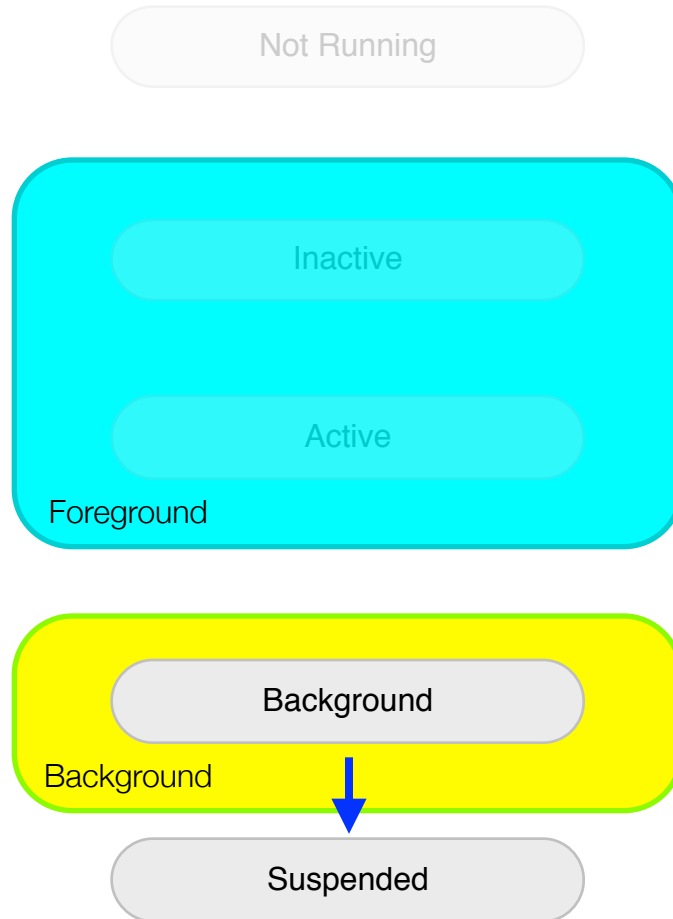 Not Running
Inactive
Active
Foreground
Background
Background
Suspended